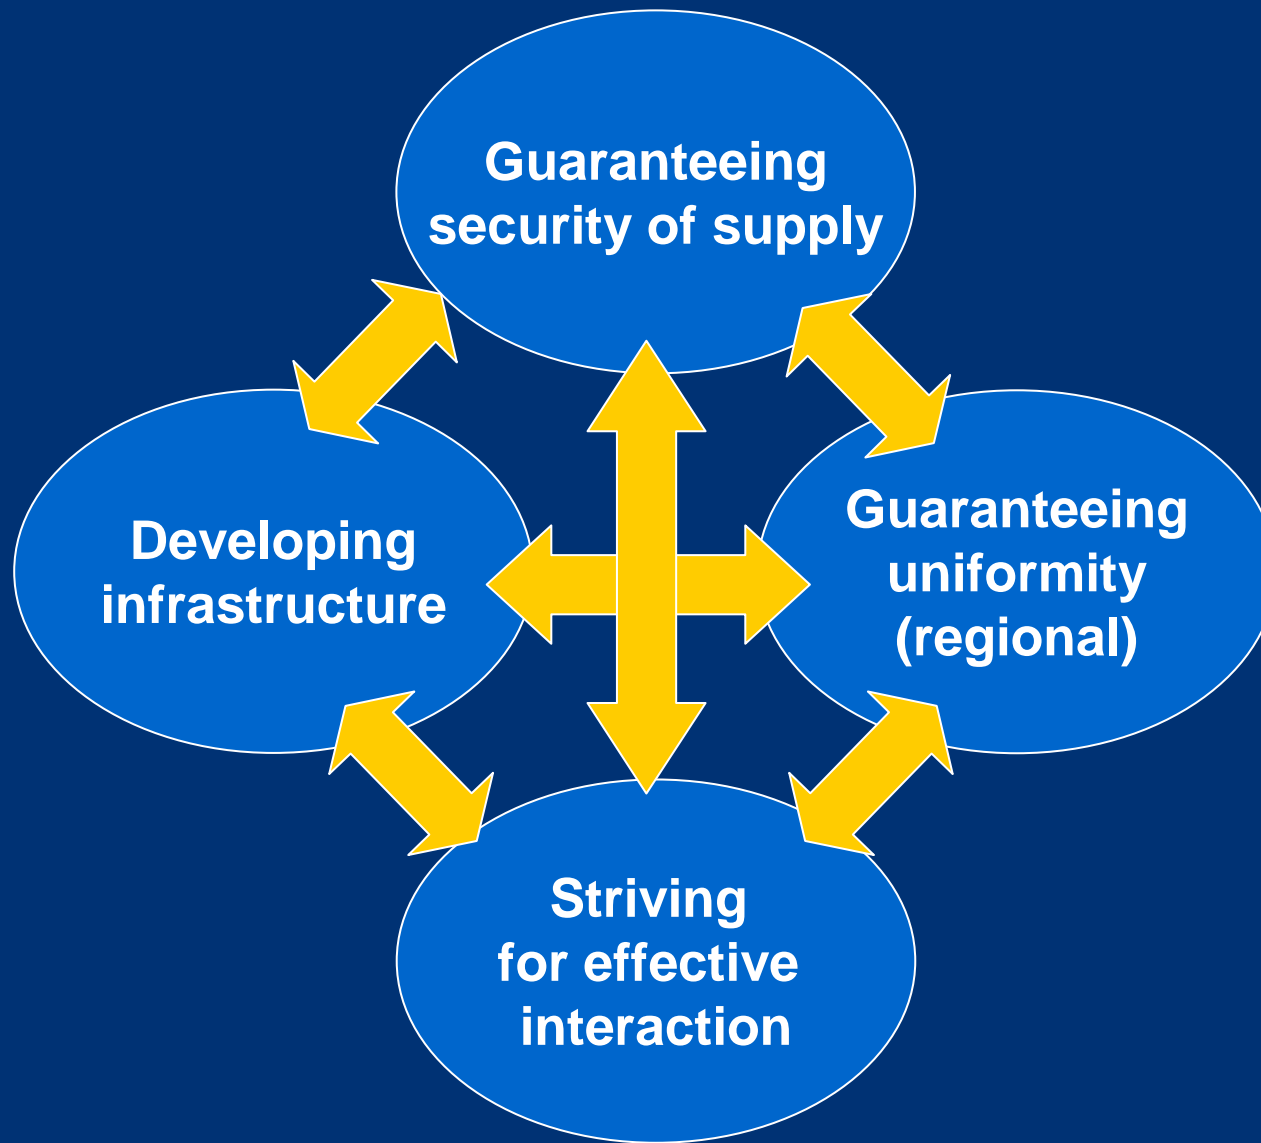 Guaranteeing
security of supply
Developing
infrastructure
Guaranteeing
uniformity
(regional)
Striving
for effective
interaction